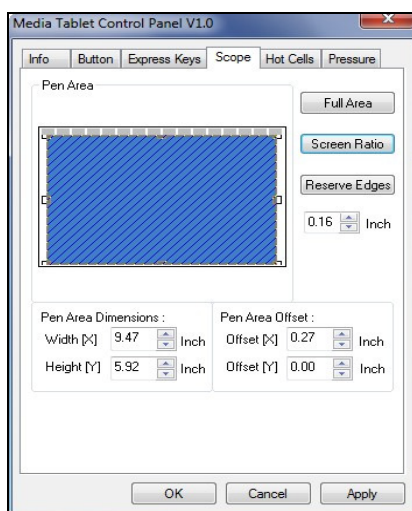 Media Tablet Control Panel V1.0
Info Button Express Keys Scope Hot Cells Pressure
Pen Area
Full Area
Screen Ratio
Reserve Edges
0.16 Inch
Pen Area Dimensions : Pen Area Offset :
Width [X] 9.47 Inch Offset [X] 0.27 Inch
Height [Y] 5.92 Inch Offset [Y] 0.00 Inch
OK Cancel Apply